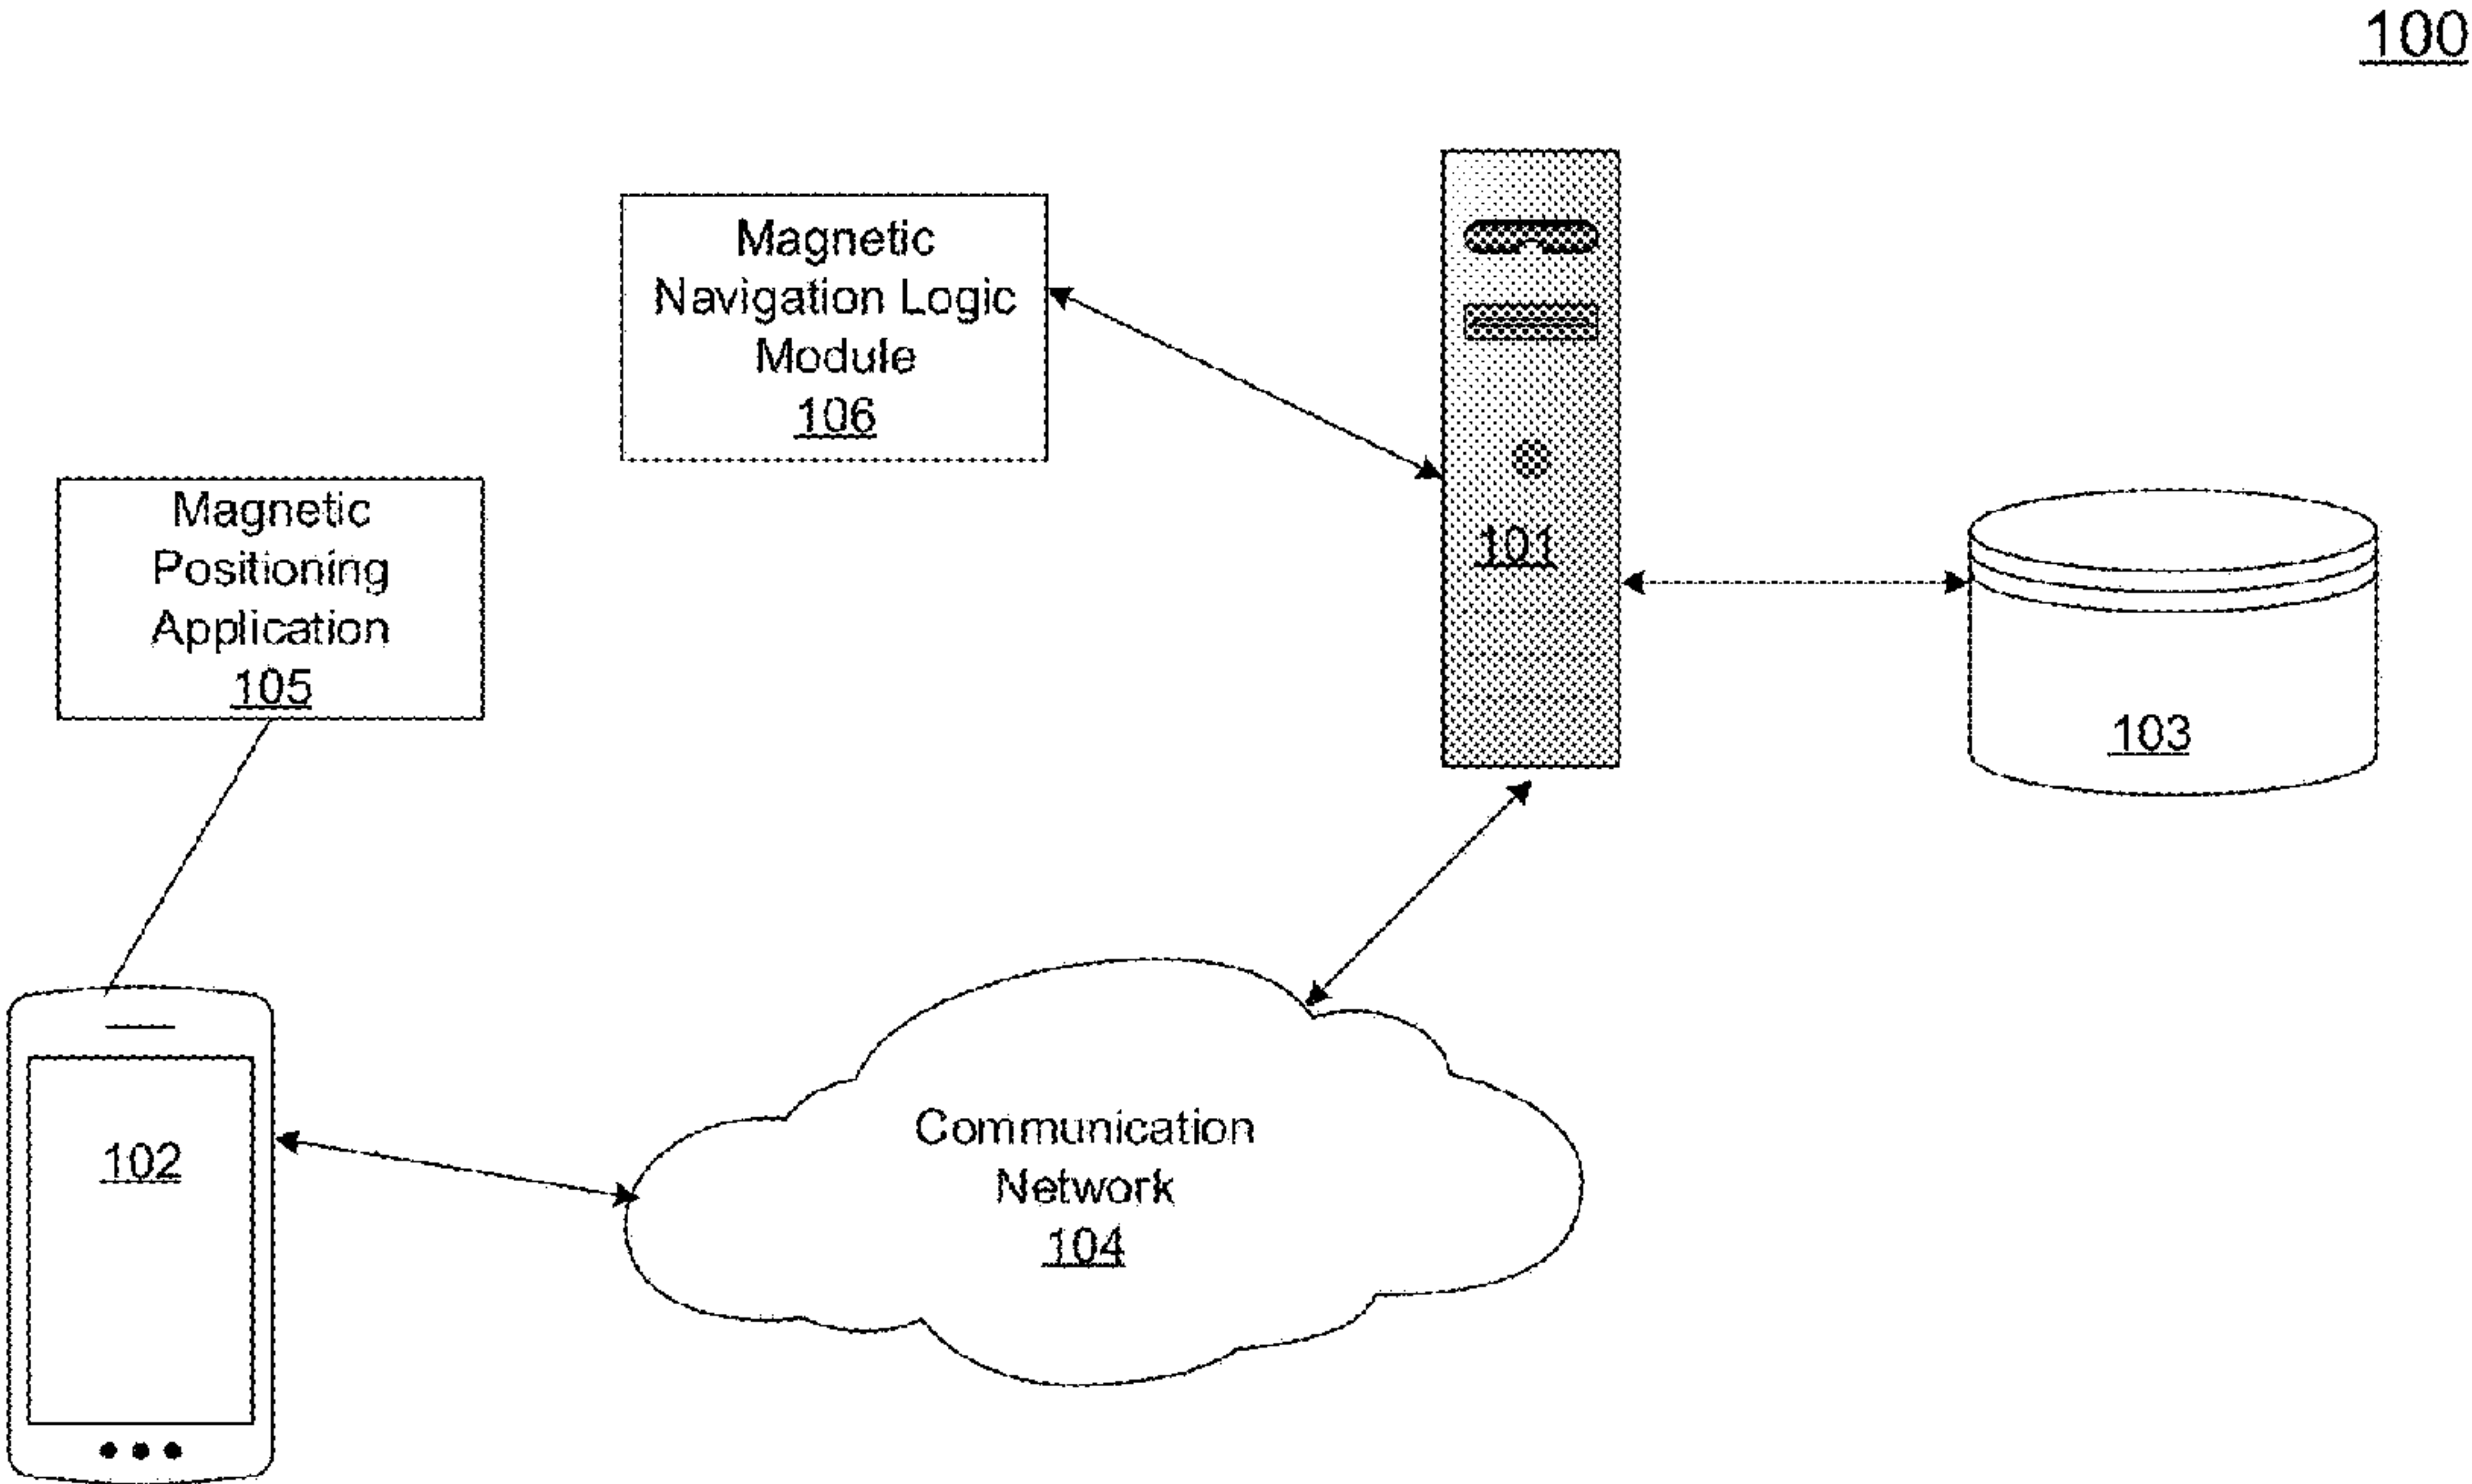 100
Magnetic
Navigation Logic
Module
106
101
Magnetic
Positioning
Application
105
103
102
Communication
Network
104